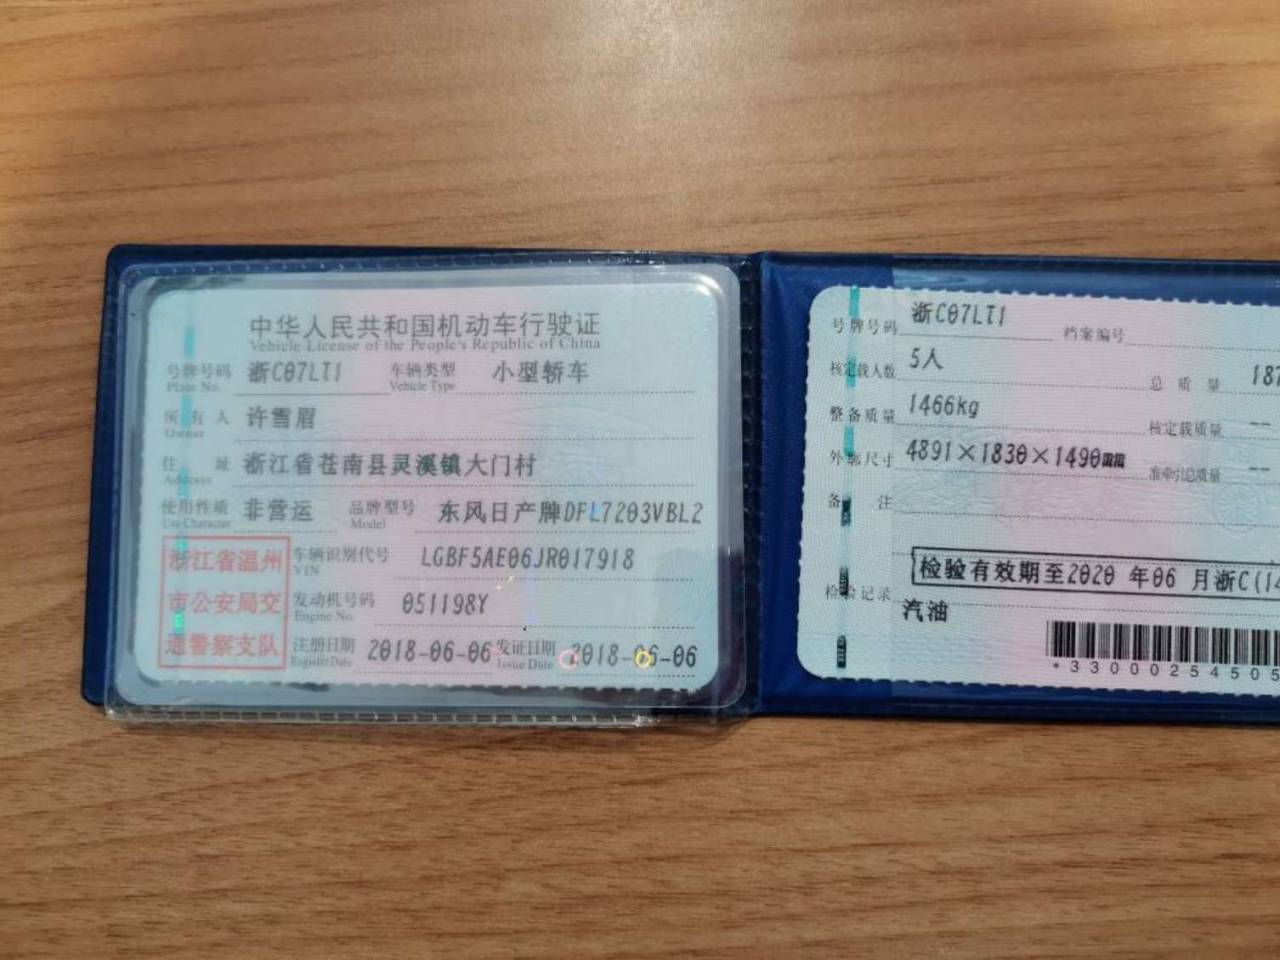 中华人民共和国机动车行驶证
Vehicle License of the People's Republic of China
号牌号码 浙C07LT1 车辆类型 小型轿车
Plate No. Vehicle Type
所有人 许雪眉
Owner
住址 浙江省苍南县灵溪镇大门村
Address
使用性质 非营运 品牌型号 东风日产牌DFL7203VBL2
Use Character Model
浙江省温州
市公安局交
通警察支队
车辆识别代号 LGBF5AE06JR017918
VIN
发动机号码 051198Y
Engine No.
注册日期 2018-06-06 发证日期 2018-06-06
Register Date Issue Date
号牌号码 浙C07LT1 档案编号
核定载人数 5人 总质量 187
整备质量 1466kg 核定载质量 --
外廓尺寸 4891×1830×1490mm 准牵引总质量 --
备注
检验有效期至2020 年06 月浙C(14
检验记录
汽油
*33000254505